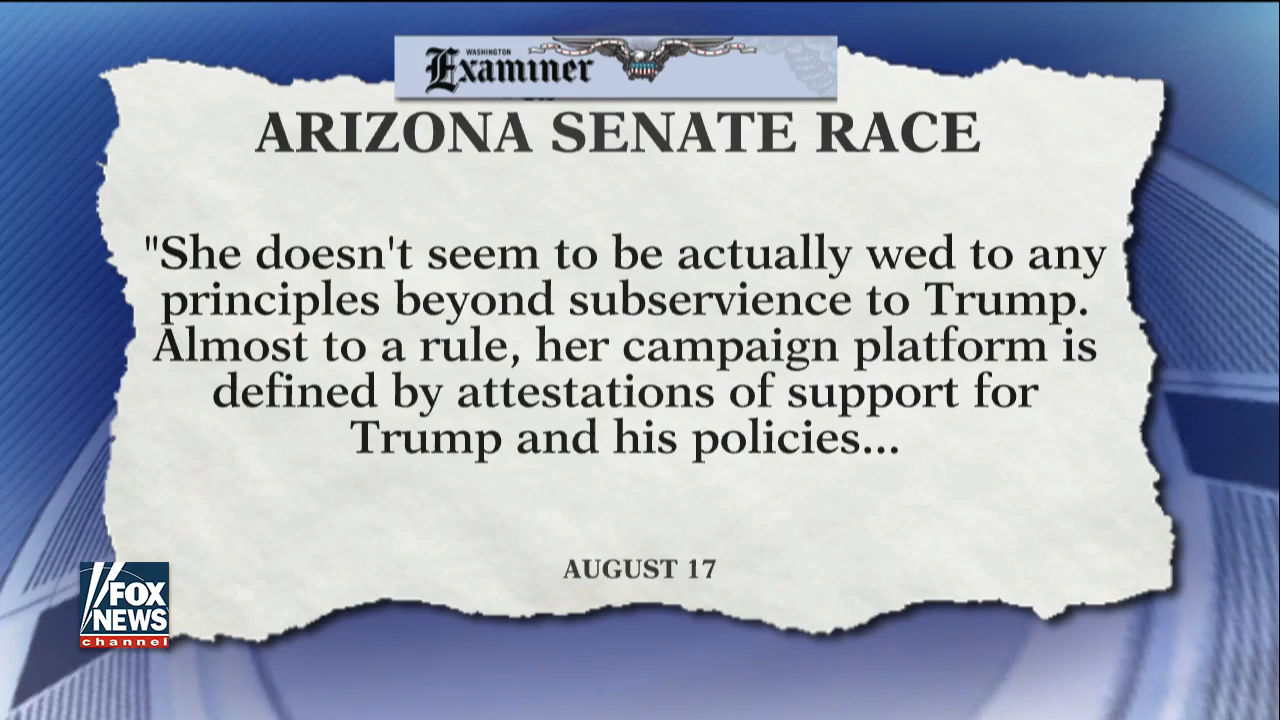 WASHINGTON
Examiner
ARIZONA SENATE RACE
"She doesn't seem to be actually wed to any
principles beyond subservience to Trump.
Almost to a rule, her campaign platform is
defined by attestations of support for
Trump and his policies...
AUGUST 17
FOX
NEWS
channel